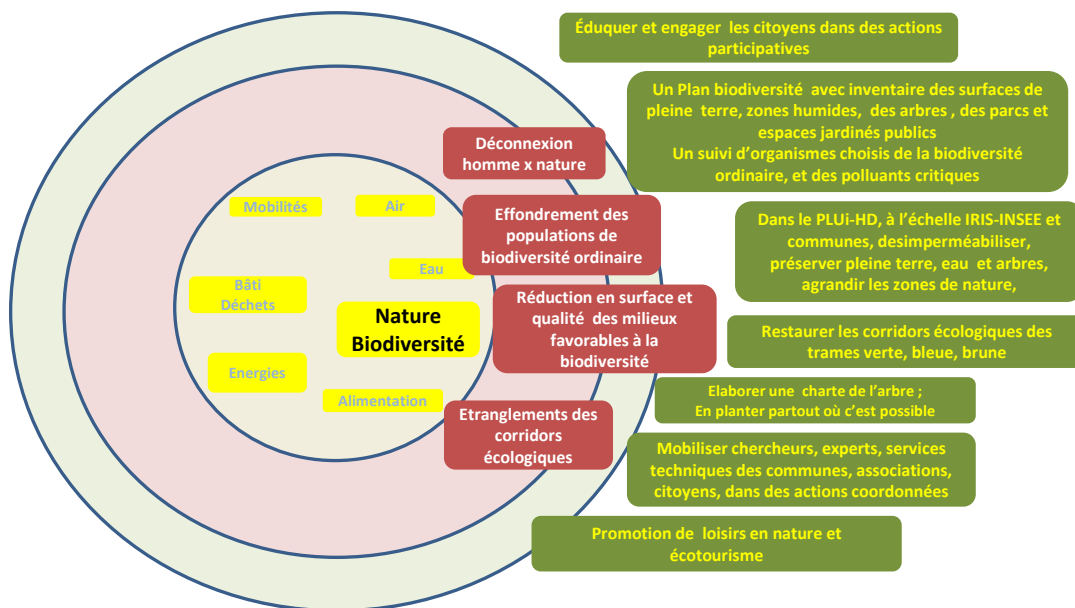 Éduquer et engager les citoyens dans des actions
participatives
Un Plan biodiversité avec inventaire des surfaces de
pleine terre, zones humides, des arbres , des parcs et
espaces jardinés publics
Un suivi d'organismes choisis de la biodiversité
ordinaire, et des polluants critiques
Déconnexion
homme x nature
Mobilités
Air
Effondrement des
populations de
biodiversité ordinaire
Dans le PLUi-HD, à l'échelle IRIS-INSEE et
communes, desimperméabiliser,
préserver pleine terre, eau et arbres,
agrandir les zones de nature,
Eau
Bâti
Déchets
Nature
Biodiversité
Réduction en surface et
qualité des milieux
favorables à la
biodiversité
Restaurer les corridors écologiques des
trames verte, bleue, brune
Energies
Alimentation
Elaborer une charte de l'arbre ;
En planter partout où c'est possible
Etranglements des
corridors
écologiques
Mobiliser chercheurs, experts, services
techniques des communes, associations,
citoyens, dans des actions coordonnées
Promotion de loisirs en nature et
écotourisme